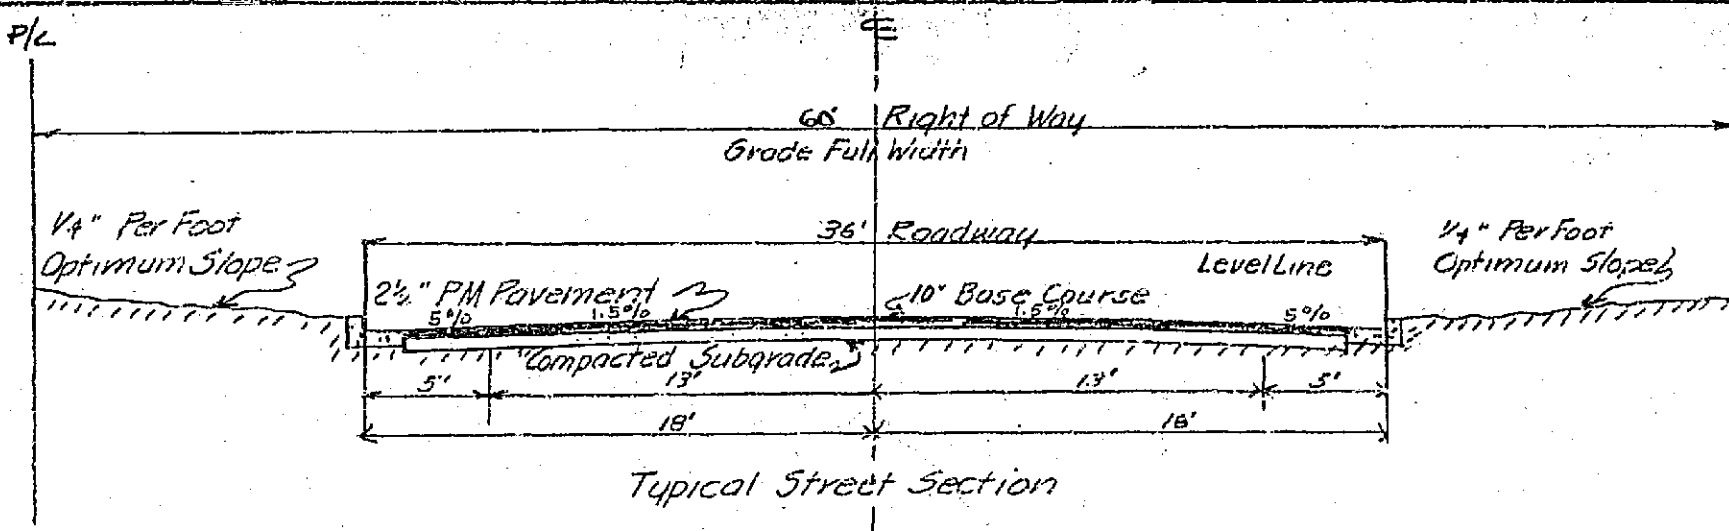 P/L
℄
60' Right of Way
Grade Full Width
1/4" Per Foot
Optimum Slope
36' Roadway
1/4" Per Foot
Optimum Slope
Level Line
2½" PM Pavement
10" Base Course
5%
1.5%
1.5%
5%
Compacted Subgrade
5'
13'
13'
5'
18'
18'
Typical Street Section